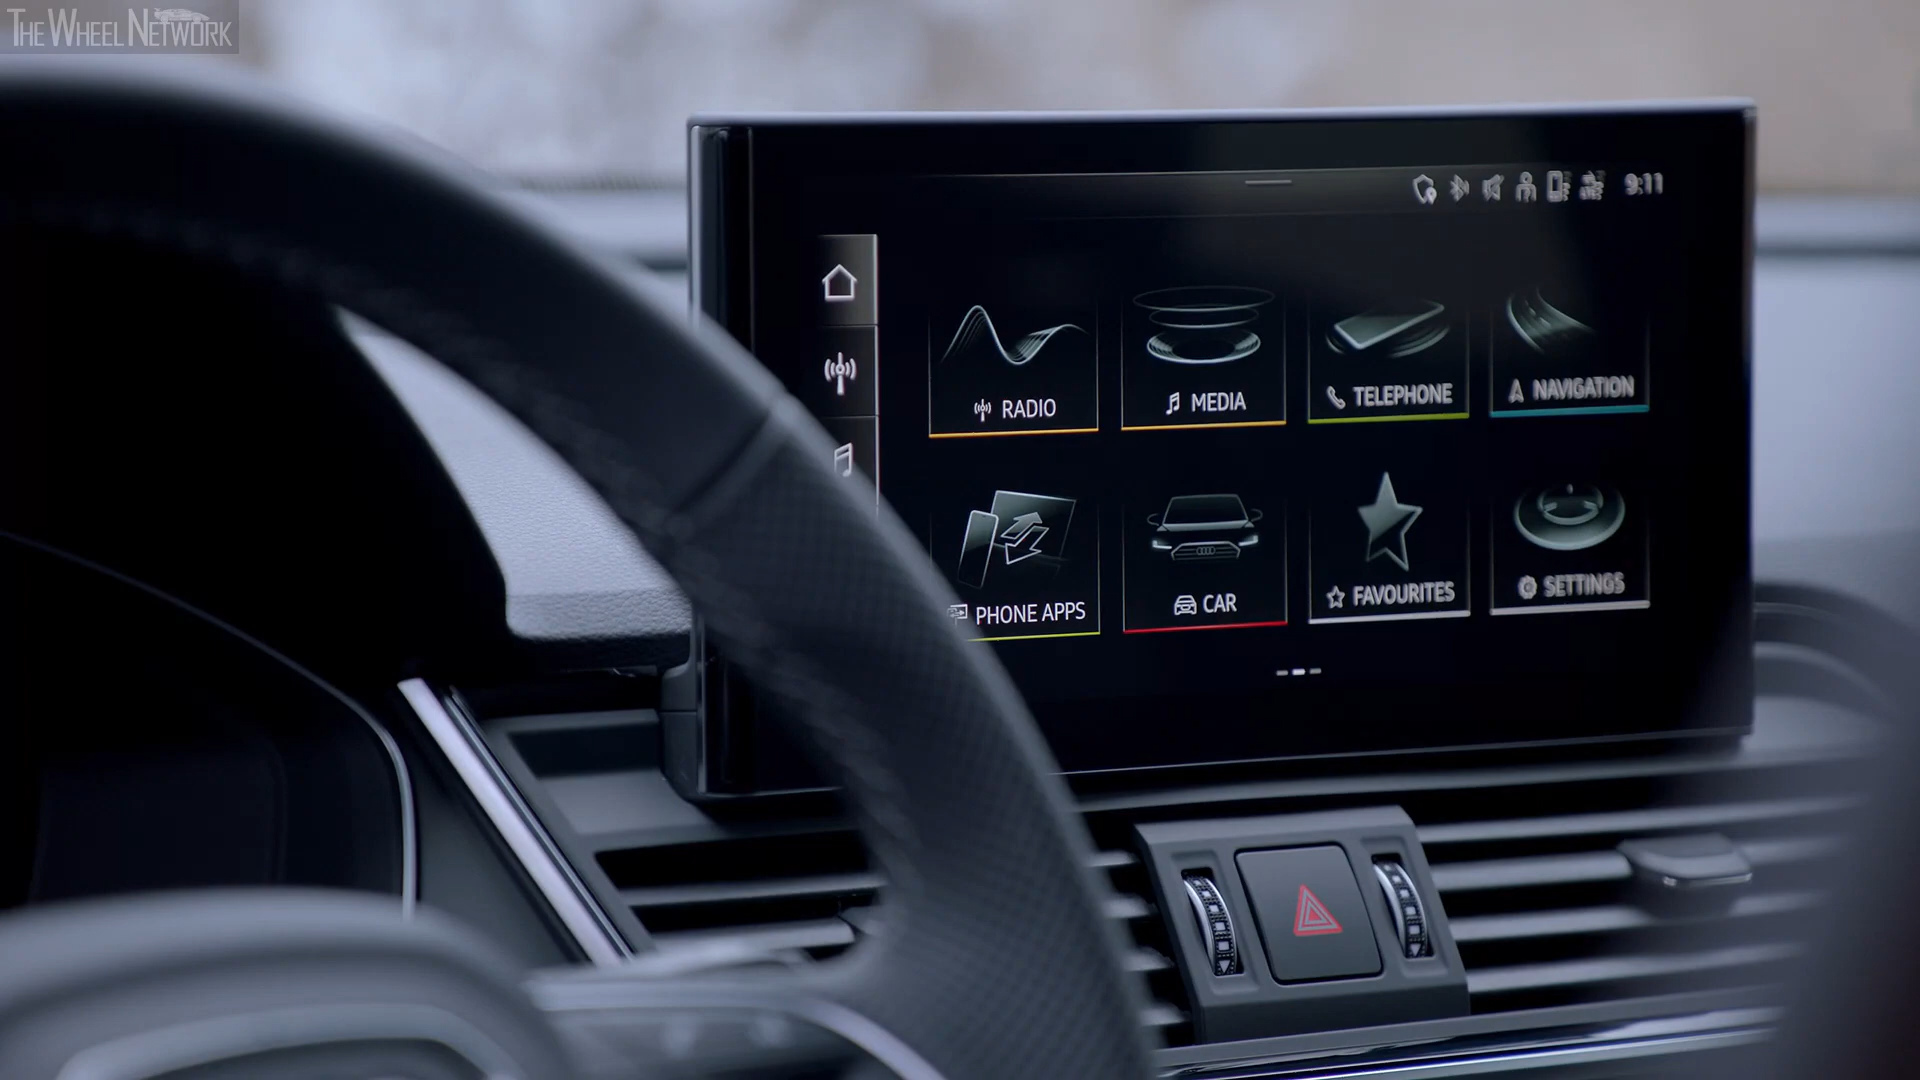 THE WHEEL NETWORK
9:11
RADIO
MEDIA
TELEPHONE
NAVIGATION
PHONE APPS
CAR
FAVOURITES
SETTINGS